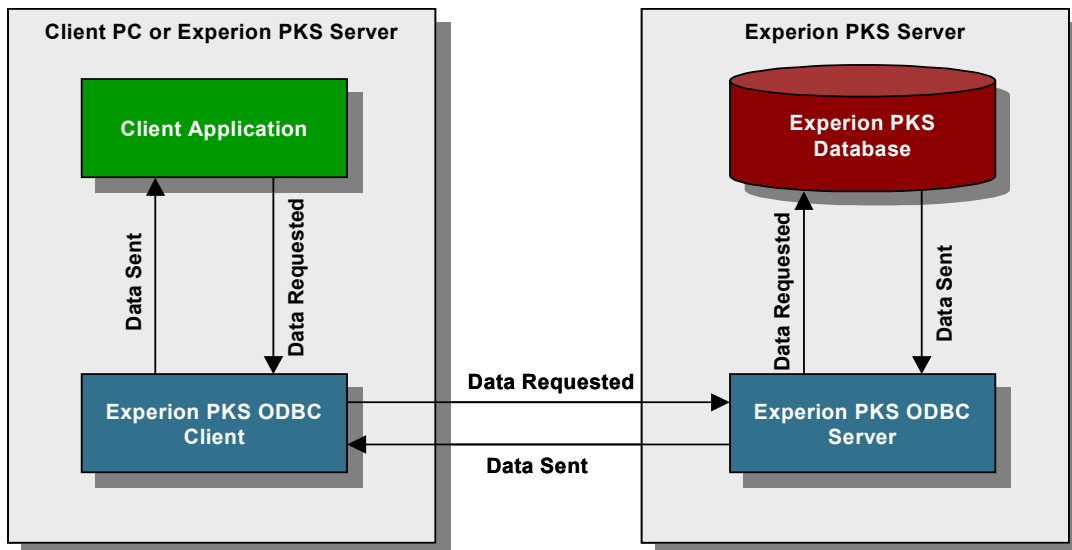 Client PC or Experion PKS Server
Client Application
Data Sent
Data Requested
Experion PKS ODBC
Client
Data Requested
Data Sent
Experion PKS Server
Experion PKS
Database
Data Requested
Data Sent
Experion PKS ODBC
Server